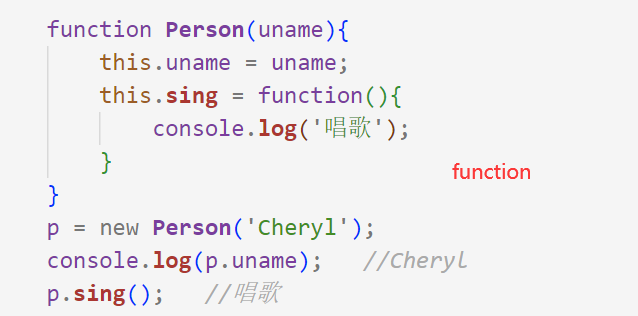 function Person(uname){
    this.uname = uname;
    this.sing = function(){
        console.log('唱歌');
    }
function
}
p = new Person('Cheryl');
console.log(p.uname);   //Cheryl
p.sing();   //唱歌